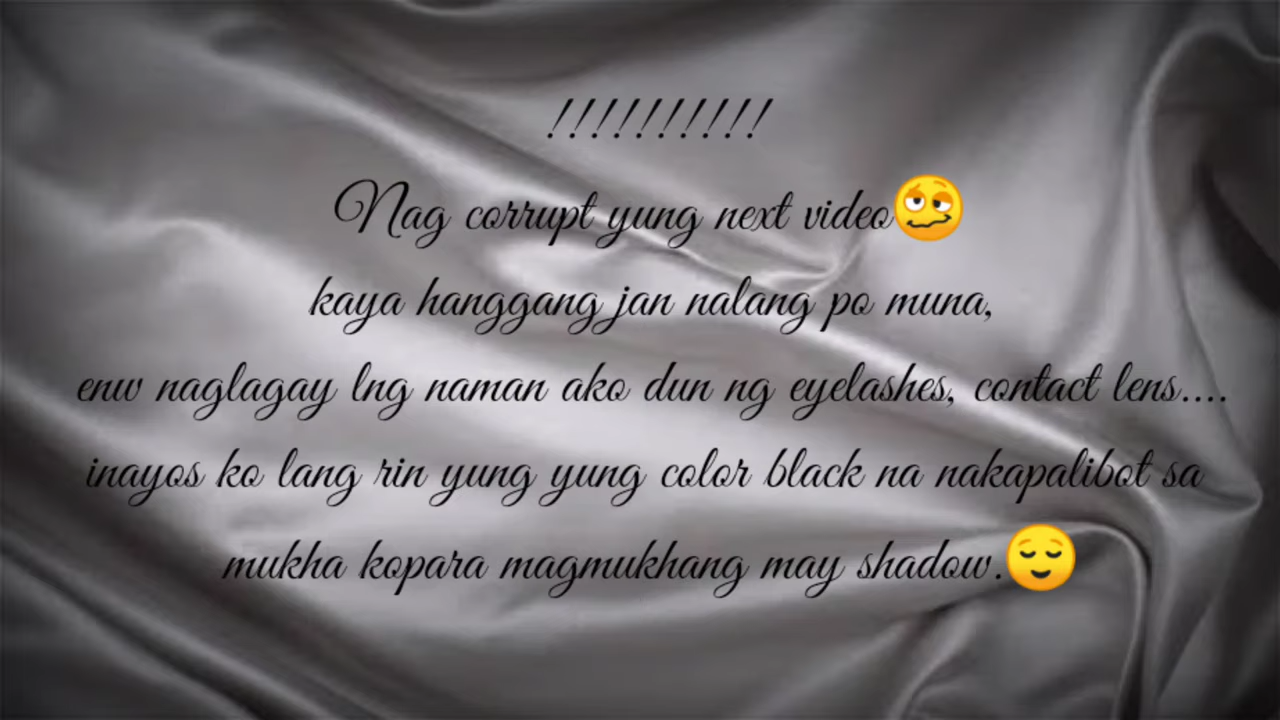 !!!!!!!!!!
Nag corrupt yung next video🥴
kaya hanggang jan nalang po muna,
enw naglagay lng naman ako dun ng eyelashes, contact lens....
inayos ko lang rin yung yung color black na nakapalibot sa
mukha kopara magmukhang may shadow.😌